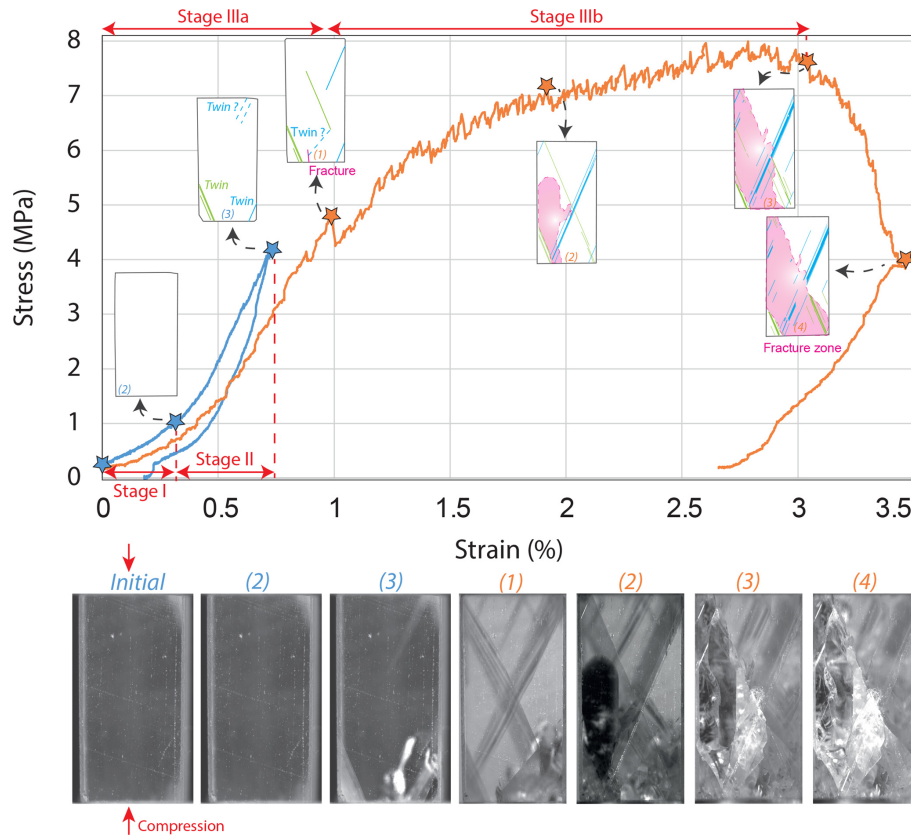 Stage IIIa
Stage IIIb
8
7
6
5
4
3
2
1
0
Stress (MPa)
Twin ?
Twin
Twin
(3)
Twin ?
(1)
Fracture
(2)
(2)
(3)
(4)
Fracture zone
Stage I
Stage II
0
0.5
1
1.5
2
2.5
3
3.5
Strain (%)
Initial
(2)
(3)
(1)
(2)
(3)
(4)
Compression